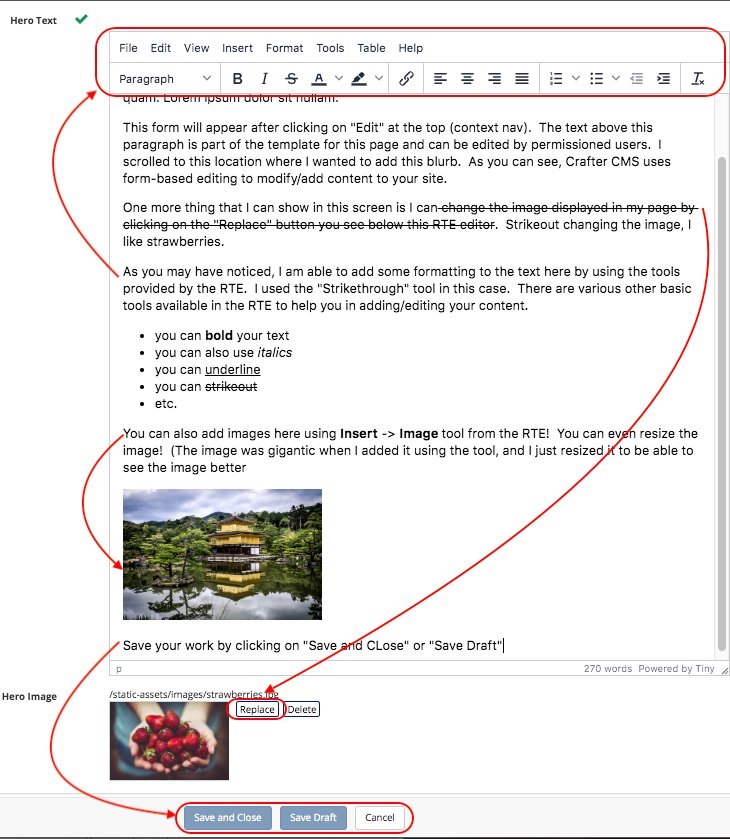 Hero Text
File Edit View Insert Format Tools Table Help
Paragraph B I S A
quam. Lorem ipsum dolor sit nullam.
This form will appear after clicking on "Edit" at the top (context nav).  The text above this
paragraph is part of the template for this page and can be edited by permissioned users.  I
scrolled to this location where I wanted to add this blurb.  As you can see, Crafter CMS uses
form-based editing to modify/add content to your site.
One more thing that I can show in this screen is I can change the image displayed in my page by
clicking on the "Replace" button you see below this RTE editor.  Strikeout changing the image, I
like strawberries.
As you may have noticed, I am able to add some formatting to the text here by using the tools
provided by the RTE.  I used the "Strikethrough" tool in this case.  There are various other basic
tools available in the RTE to help you in adding/editing your content.
• you can bold your text
• you can also use italics
• you can underline
• you can strikeout
• etc.
You can also add images here using Insert -> Image tool from the RTE!  You can even resize the
image!  (The image was gigantic when I added it using the tool, and I just resized it to be able to
see the image better
Save your work by clicking on "Save and CLose" or "Save Draft"
p 270 words Powered by Tiny
Hero Image
/static-assets/images/strawberries.jpg
Replace Delete
Save and Close Save Draft Cancel